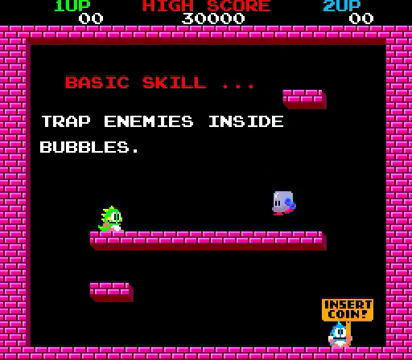 1UP HIGH SCORE 2UP
00 30000 00
BASIC SKILL ...
TRAP ENEMIES INSIDE
BUBBLES.
INSERT
COIN!